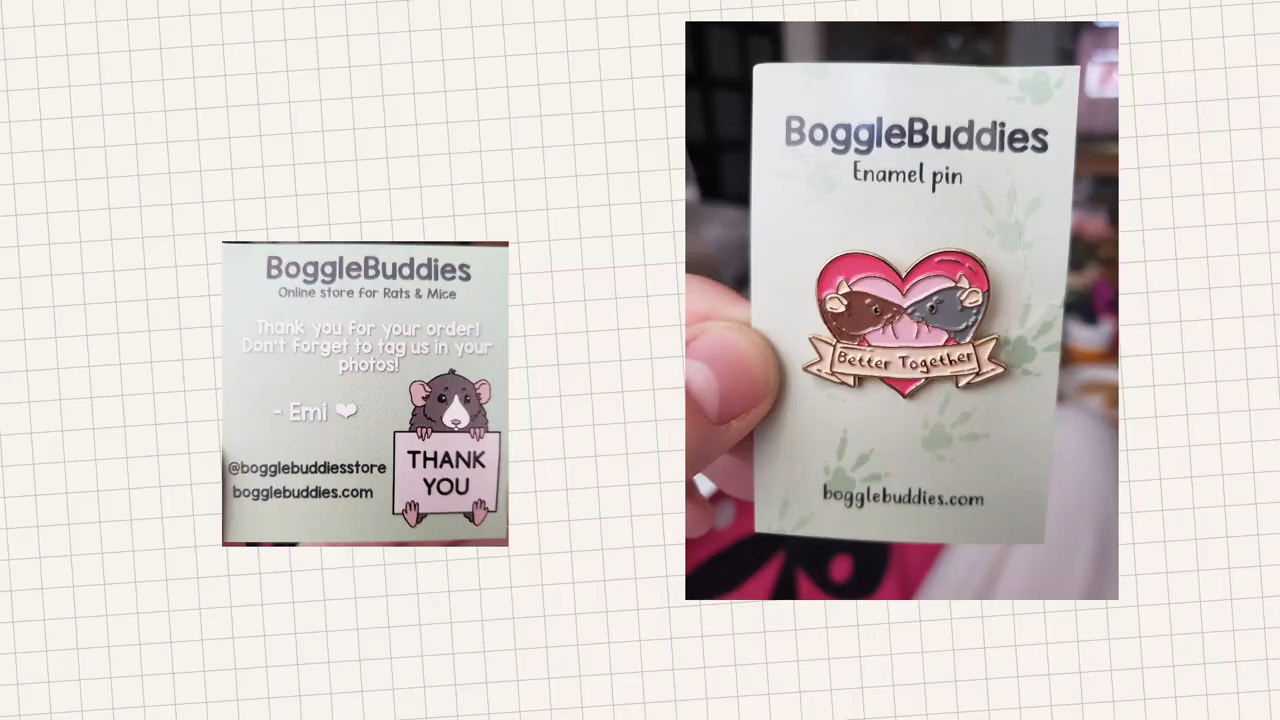 BoggleBuddies
Online store for Rats & Mice
Thank you for your order!
Don't forget to tag us in your
photos!
- Emi ❤
@bogglebuddiesstore
bogglebuddies.com
THANK
YOU
BoggleBuddies
Enamel pin
Better Together
bogglebuddies.com